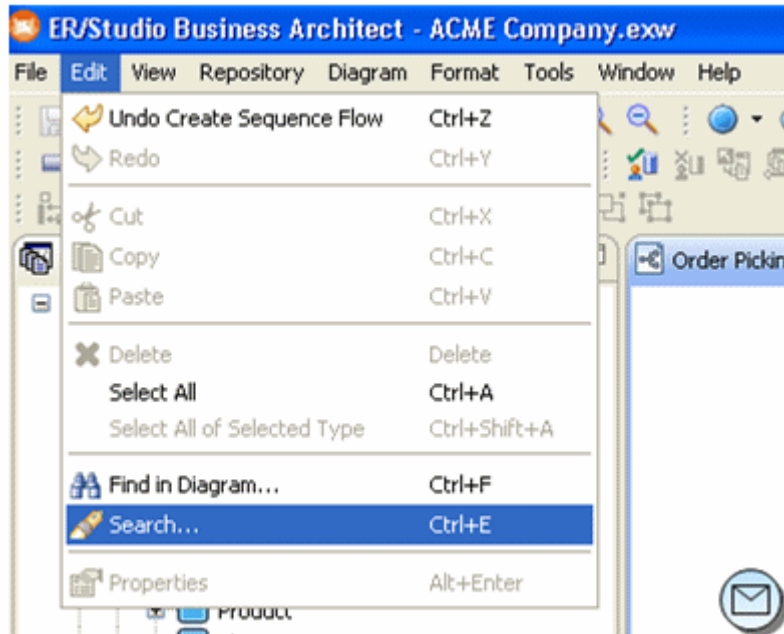 ER/Studio Business Architect - ACME Company.exw
File Edit View Repository Diagram Format Tools Window Help
Undo Create Sequence Flow Ctrl+Z
Redo Ctrl+Y
Cut Ctrl+X
Copy Ctrl+C
Paste Ctrl+V
Order Pickin
Delete Delete
Select All Ctrl+A
Select All of Selected Type Ctrl+Shift+A
Find in Diagram... Ctrl+F
Search... Ctrl+E
Properties Alt+Enter
Product